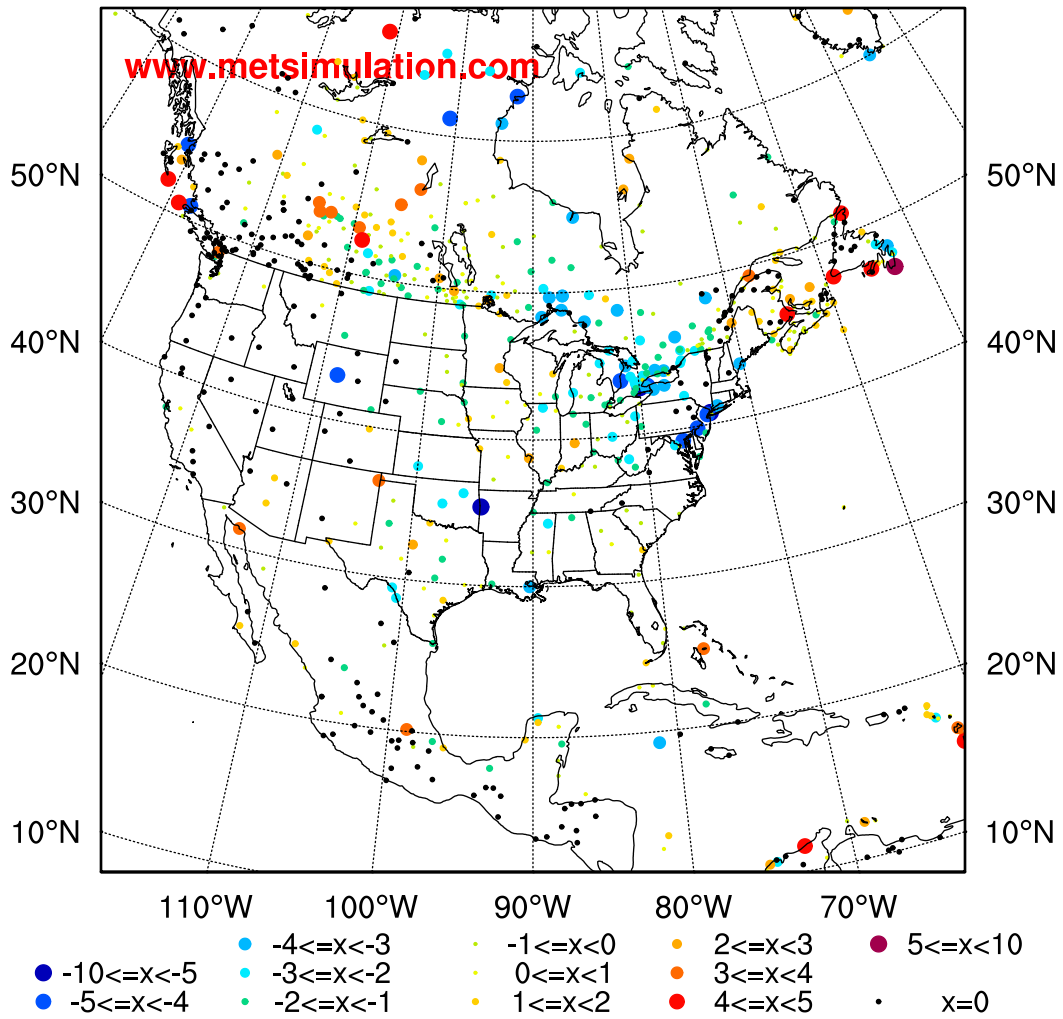 www.metsimulation.com
50°N 50°N
40°N 40°N
30°N 30°N
20°N 20°N
10°N 10°N
110°W 100°W 90°W 80°W 70°W
-4<=x<-3 -1<=x<0 2<=x<3 5<=x<10
-10<=x<-5 -3<=x<-2 0<=x<1 3<=x<4
-5<=x<-4 -2<=x<-1 1<=x<2 4<=x<5 x=0